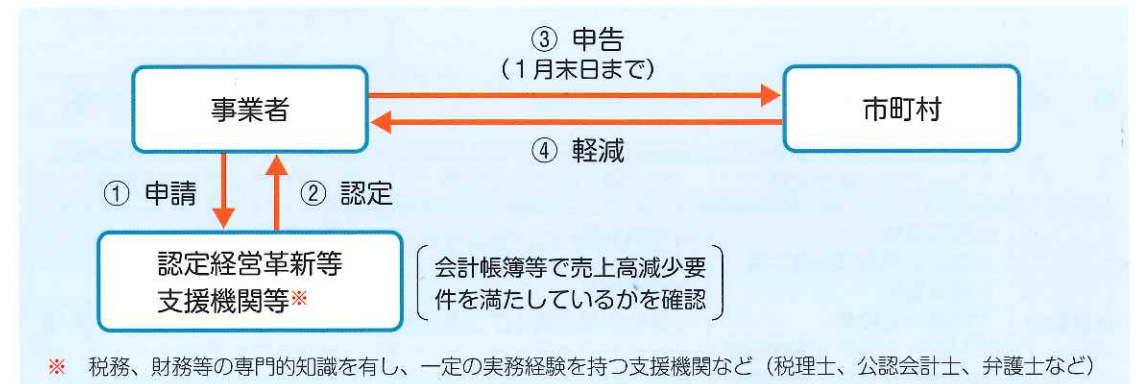 ③ 申告
(1月末日まで)
事業者
市町村
④ 軽減
① 申請
② 認定
認定経営革新等
支援機関等※
会計帳簿等で売上高減少要
件を満たしているかを確認
※ 税務、財務等の専門的知識を有し、一定の実務経験を持つ支援機関など（税理士、公認会計士、弁護士など）